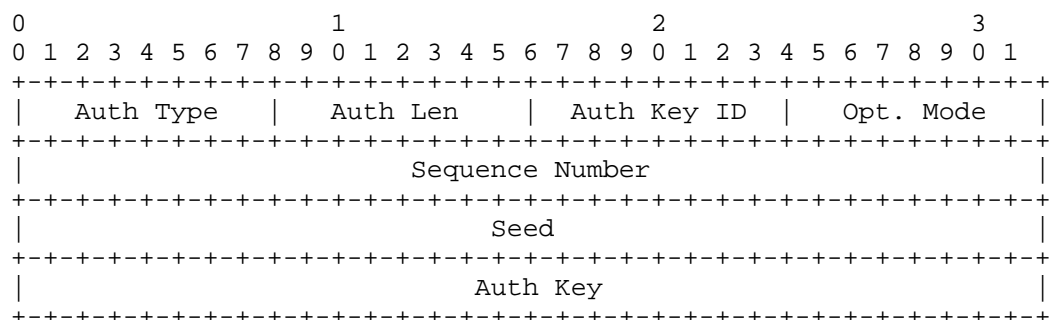 0                   1                   2                   3
0 1 2 3 4 5 6 7 8 9 0 1 2 3 4 5 6 7 8 9 0 1 2 3 4 5 6 7 8 9 0 1
+-+-+-+-+-+-+-+-+-+-+-+-+-+-+-+-+-+-+-+-+-+-+-+-+-+-+-+-+-+-+-+-+
|   Auth Type   |   Auth Len    |  Auth Key ID  |   Opt. Mode   |
+-+-+-+-+-+-+-+-+-+-+-+-+-+-+-+-+-+-+-+-+-+-+-+-+-+-+-+-+-+-+-+-+
|                        Sequence Number                        |
+-+-+-+-+-+-+-+-+-+-+-+-+-+-+-+-+-+-+-+-+-+-+-+-+-+-+-+-+-+-+-+-+
|                             Seed                              |
+-+-+-+-+-+-+-+-+-+-+-+-+-+-+-+-+-+-+-+-+-+-+-+-+-+-+-+-+-+-+-+-+
|                            Auth Key                           |
+-+-+-+-+-+-+-+-+-+-+-+-+-+-+-+-+-+-+-+-+-+-+-+-+-+-+-+-+-+-+-+-+